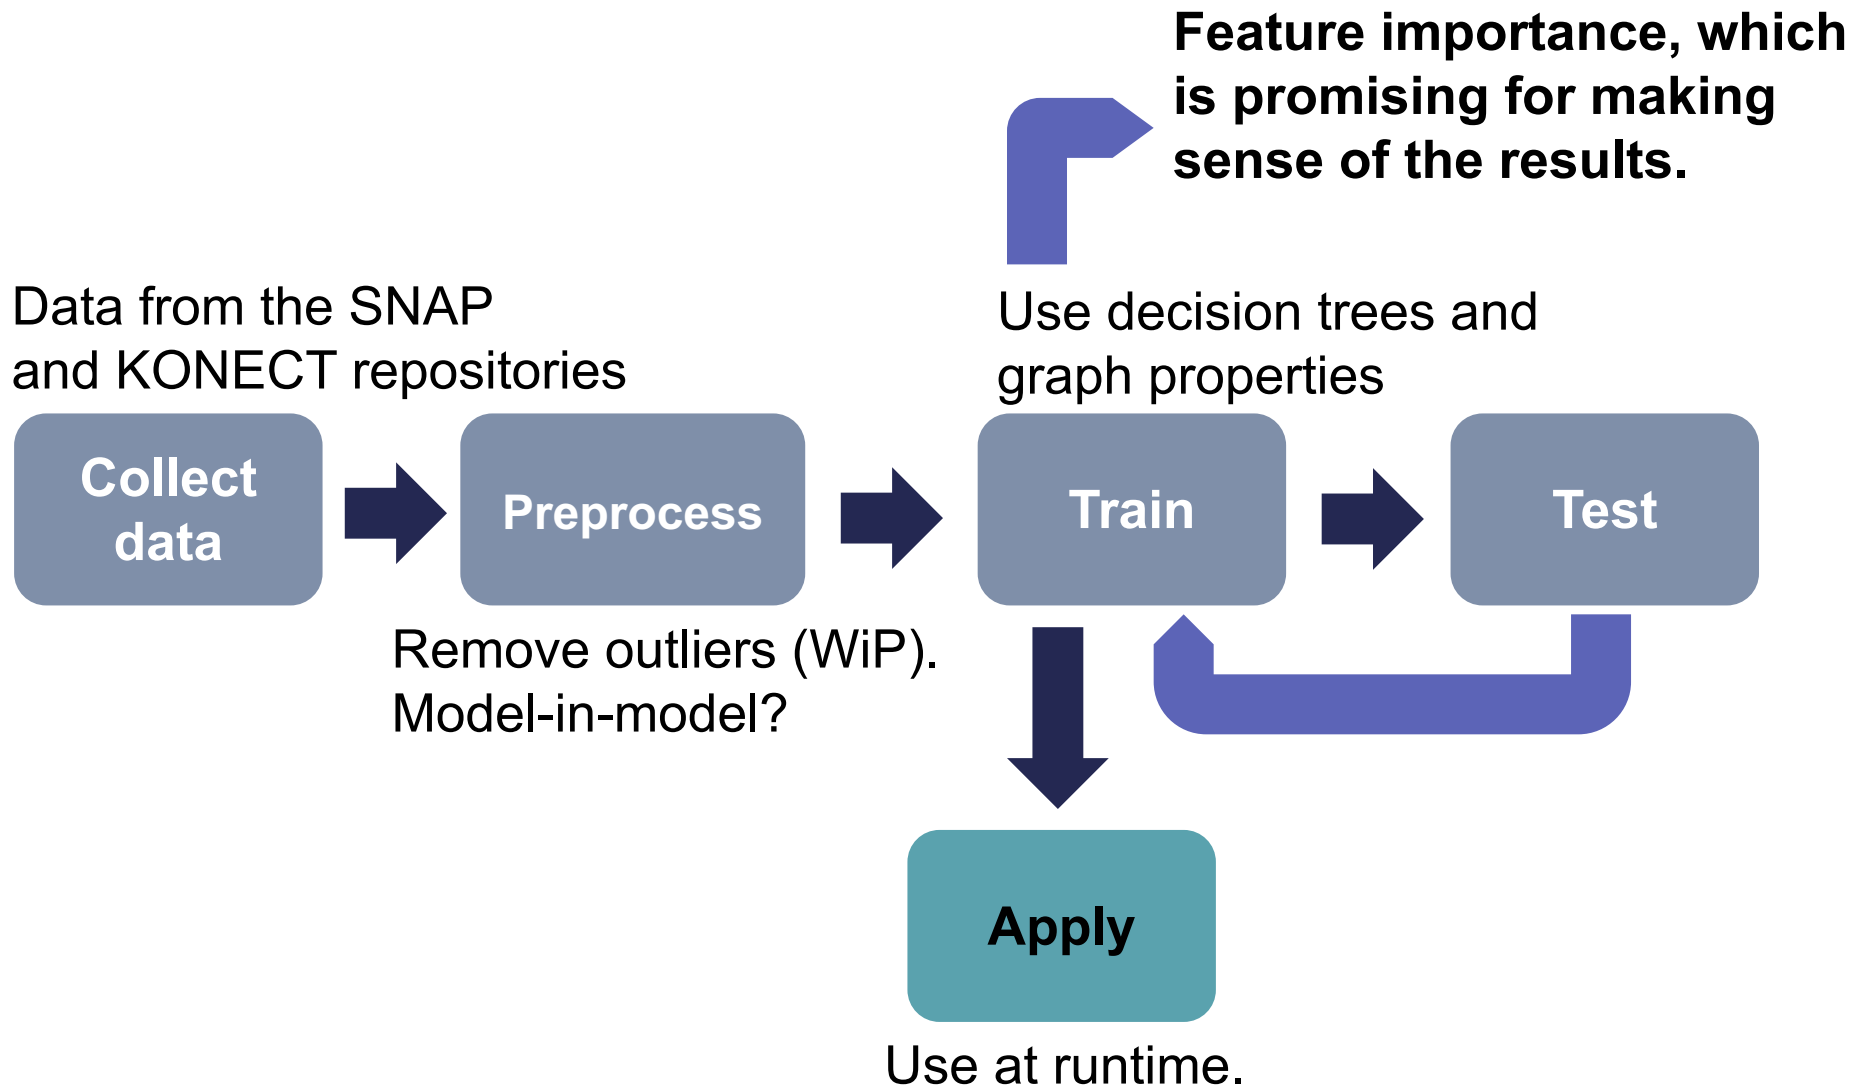 Feature importance, which
is promising for making
sense of the results.
Data from the SNAP
and KONECT repositories
Use decision trees and
graph properties
Collect
data
Preprocess
Train
Test
Remove outliers (WiP).
Model-in-model?
Apply
Use at runtime.